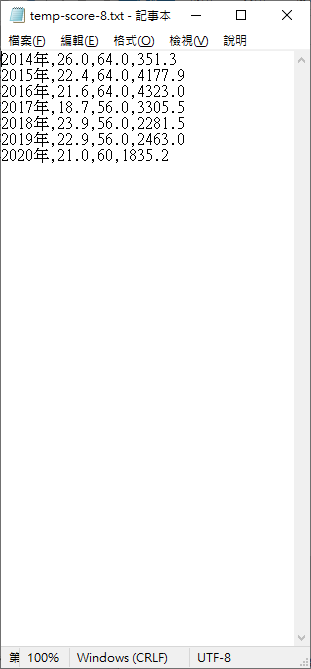 temp-score-8.txt - 記事本
檔案(F) 編輯(E) 格式(O) 檢視(V) 說明
2014年,26.0,64.0,351.3
2015年,22.4,64.0,4177.9
2016年,21.6,64.0,4323.0
2017年,18.7,56.0,3305.5
2018年,23.9,56.0,2281.5
2019年,22.9,56.0,2463.0
2020年,21.0,60,1835.2
100% Windows (CRLF) UTF-8